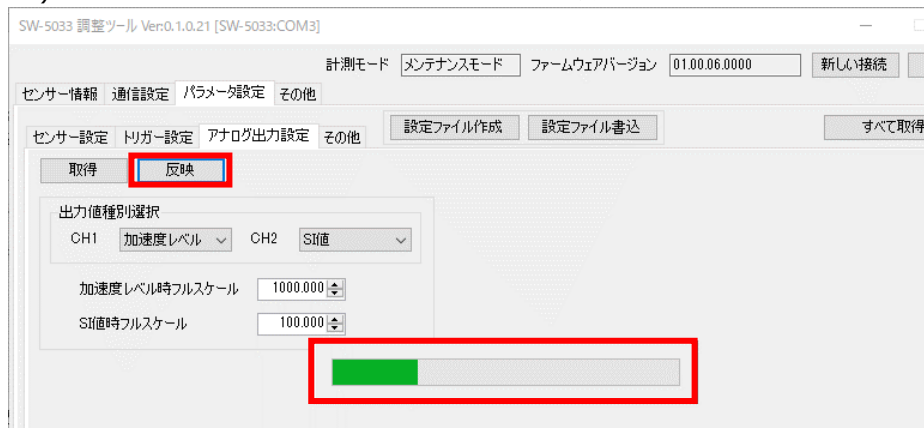 SW-5033 調整ツール Ver:0.1.0.21 [SW-5033:COM3]
計測モード メンテナンスモード ファームウェアバージョン 01.00.06.0000 新しい接続
センサー情報 通信設定 パラメータ設定 その他
センサー設定 トリガー設定 アナログ出力設定 その他 設定ファイル作成 設定ファイル書込 すべて取得
取得 反映
出力値種別選択
CH1 加速度レベル CH2 SI値
加速度レベル時フルスケール 1000.000
SI値時フルスケール 100.000